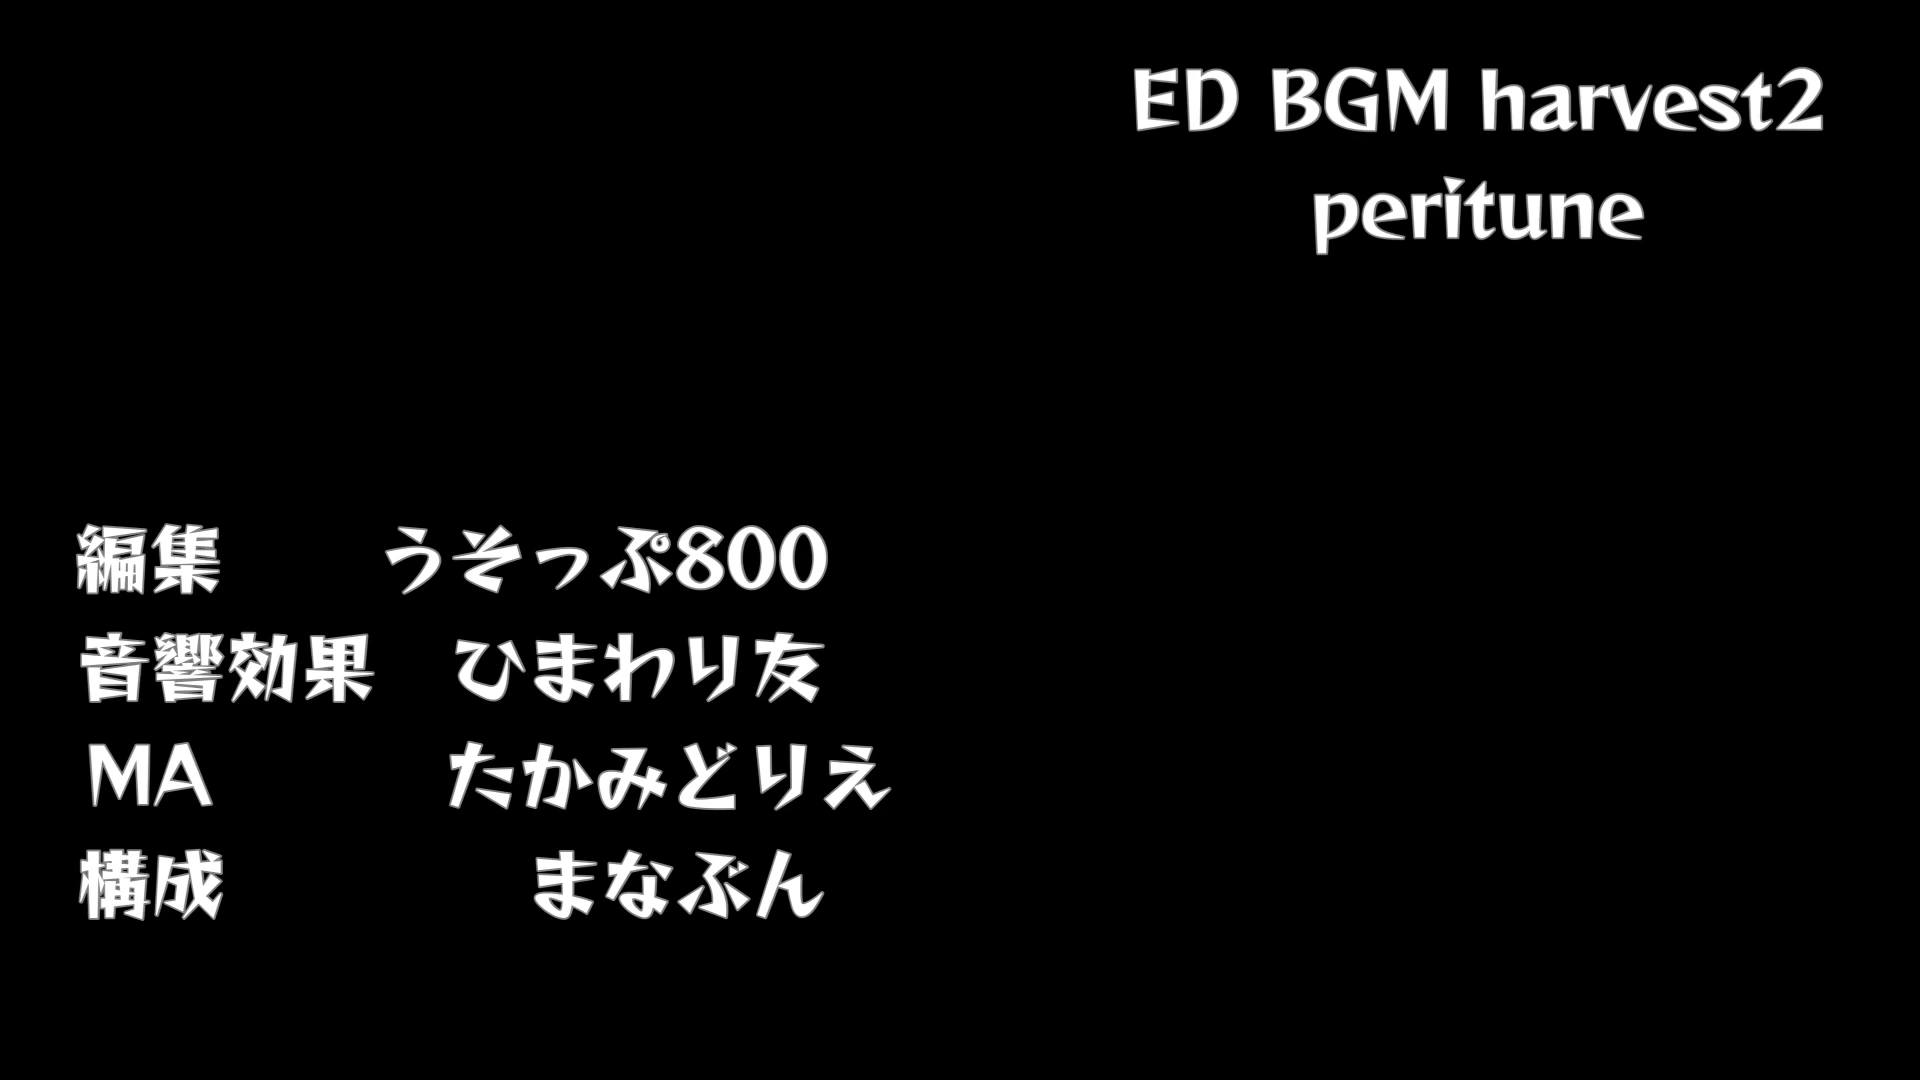 ED BGM harvest2
peritune
編集　　うそっぷ800
音響効果　ひまわり友
MA　　　たかみどりえ
構成　　　　まなぶん